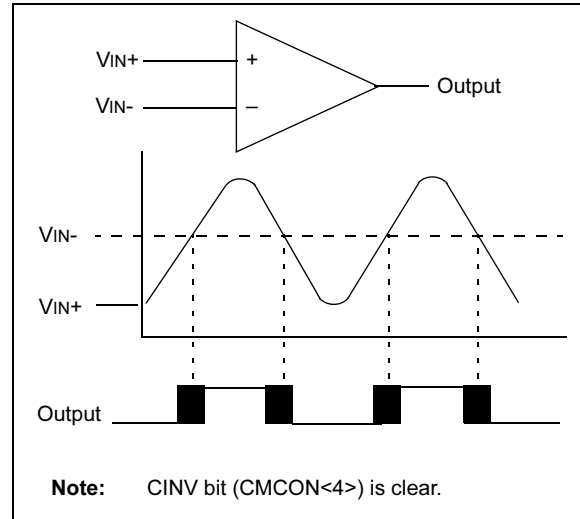 VIN+
+
Output
VIN-
–
VIN-
VIN+
Output
Note: CINV bit (CMCON<4>) is clear.